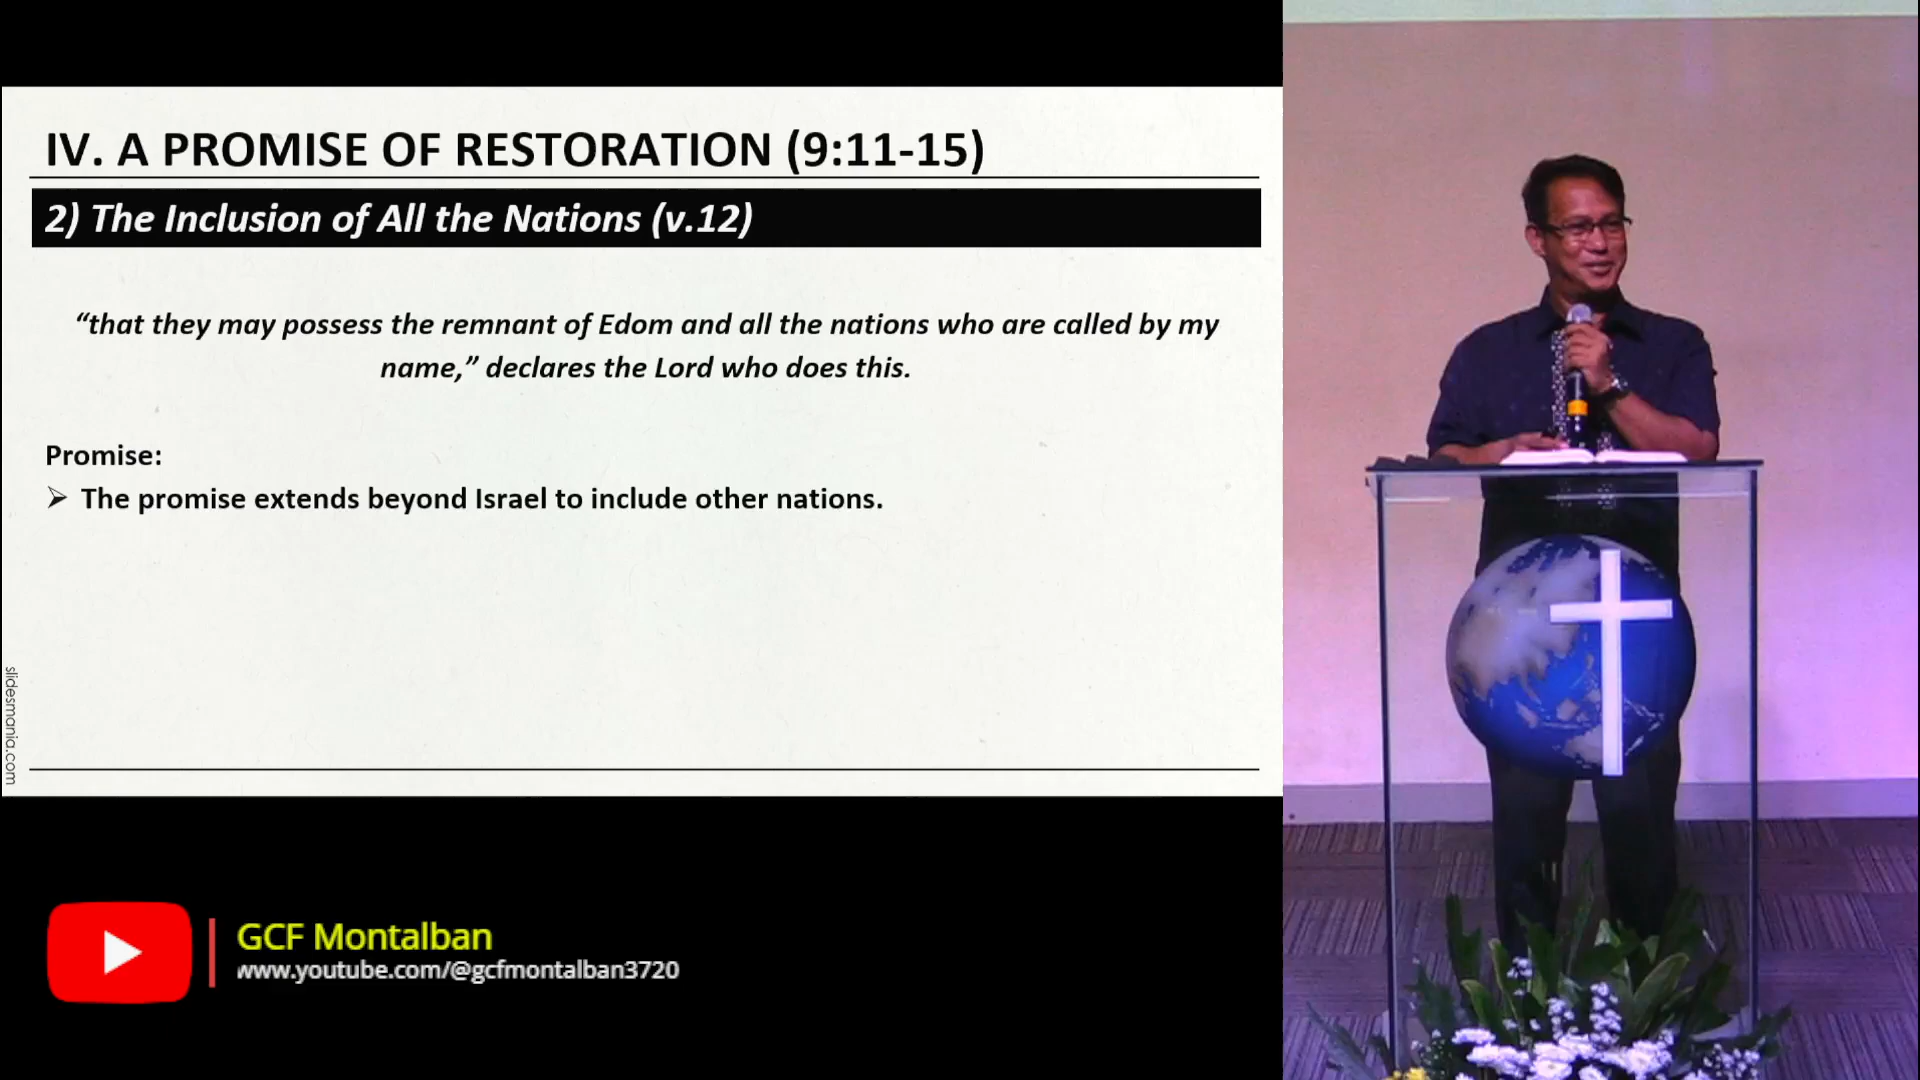 IV. A PROMISE OF RESTORATION (9:11-15)
2) The Inclusion of All the Nations (v.12)
“that they may possess the remnant of Edom and all the nations who are called by my
name,” declares the Lord who does this.
Promise:
➢ The promise extends beyond Israel to include other nations.
slidesmania.com
GCF Montalban
www.youtube.com/@gcfmontalban3720